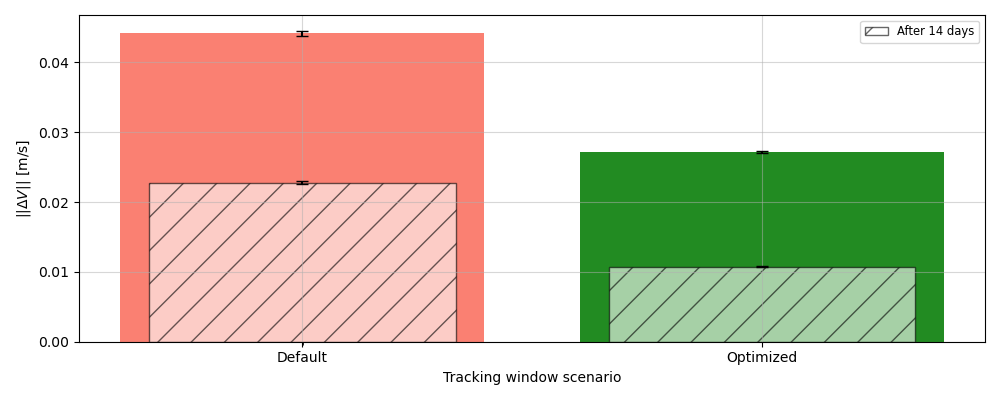 After 14 days
||ΔV|| [m/s]
0.04
0.03
0.02
0.01
0.00
Default
Optimized
Tracking window scenario